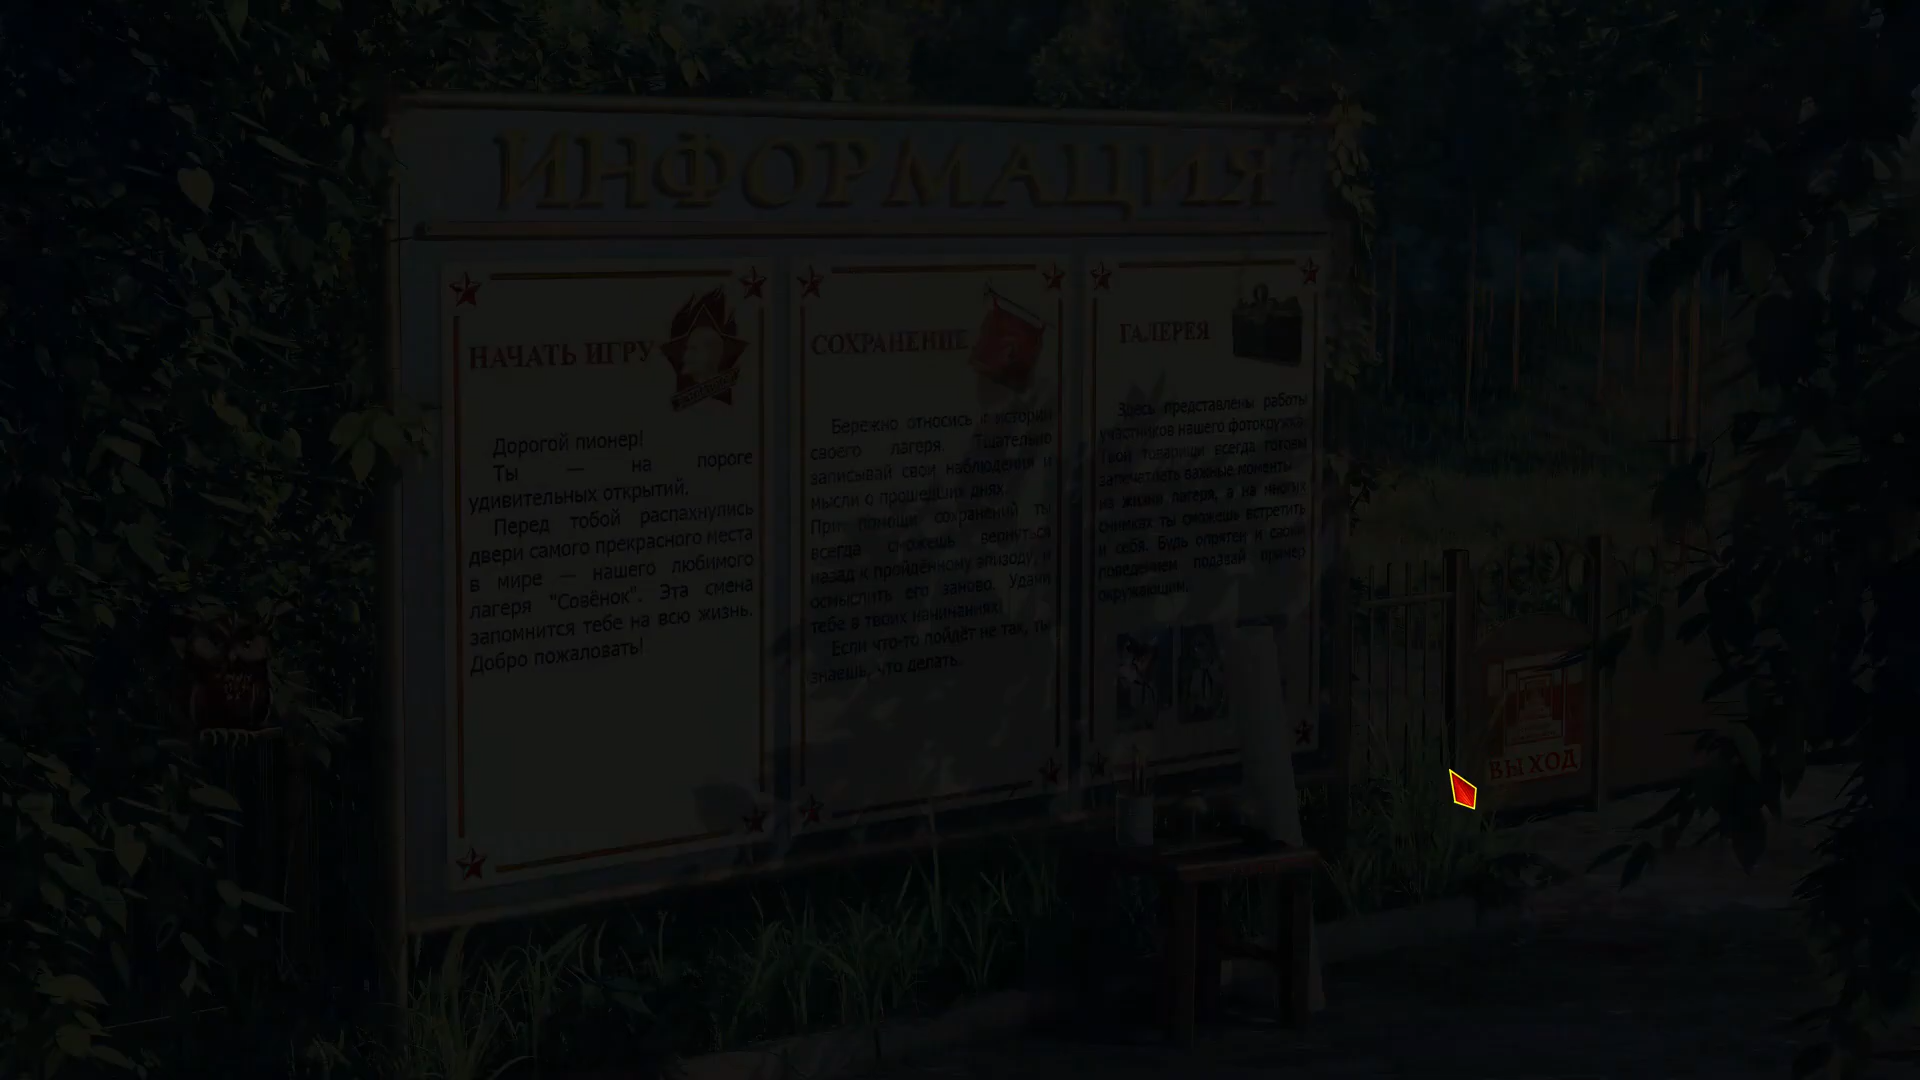 ИНФОРМАЦИЯ
НАЧАТЬ ИГРУ
Дорогой пионер!
Ты — на пороге
удивительных открытий.
Перед тобой распахнулись
двери самого прекрасного места
в мире — нашего любимого
лагеря "Совёнок". Эта смена
запомнится тебе на всю жизнь.
Добро пожаловать!
СОХРАНЕНИЕ
Бережно относись к истории
своего лагеря. Тщательно
записывай свои наблюдения и
мысли о прошедших днях.
При помощи сохранений ты
всегда сможешь вернуться
назад к пройденному эпизоду, и
осмыслить его заново. Удачи
тебе в твоих начинаниях!
Если что-то пойдёт не так, ты
знаешь, что делать.
ГАЛЕРЕЯ
Здесь представлены работы
участников нашего фотокружка.
Твои товарищи всегда готовы
запечатлеть важные моменты
из жизни лагеря, а на многих
снимках ты сможешь встретить
и себя. Будь опрятен и своим
поведением подавай пример
окружающим.
ВЫХОД